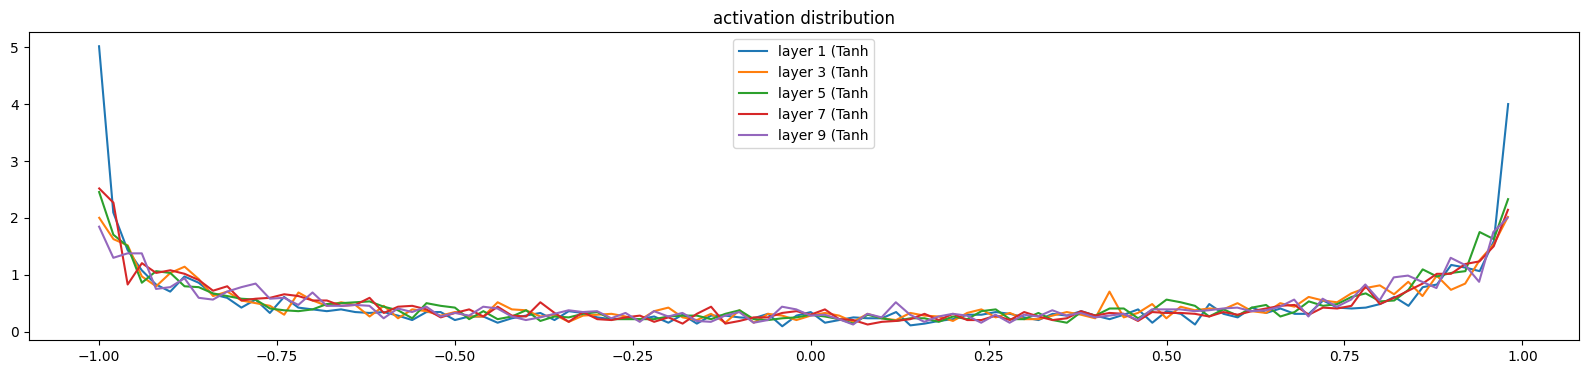 activation distribution
layer 1 (Tanh
layer 3 (Tanh
layer 5 (Tanh
layer 7 (Tanh
layer 9 (Tanh
5
4
3
2
1
0
−1.00 −0.75 −0.50 −0.25 0.00 0.25 0.50 0.75 1.00